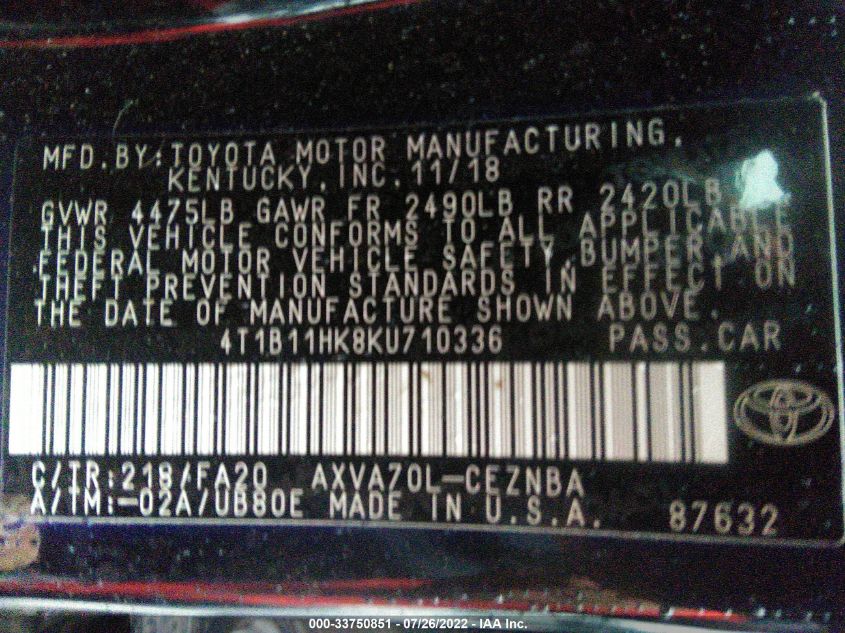 MFD.BY:TOYOTA MOTOR MANUFACTURING,
KENTUCKY,INC.11/18
GVWR 4475LB GAWR FR 2490LB RR 2420LB
THIS VEHICLE CONFORMS TO ALL APPLICABLE
FEDERAL MOTOR VEHICLE SAFETY,BUMPER,AND
THEFT PREVENTION STANDARDS IN EFFECT ON
THE DATE OF MANUFACTURE SHOWN ABOVE.
4T1B11HK8KU710336 PASS.CAR
C/TR:218/FA20 AXVA70L-CEZNBA
A/TM:-02A/UB80E MADE IN U.S.A. 87632
000-33750851 / 07/26/2022 - IAA Inc.